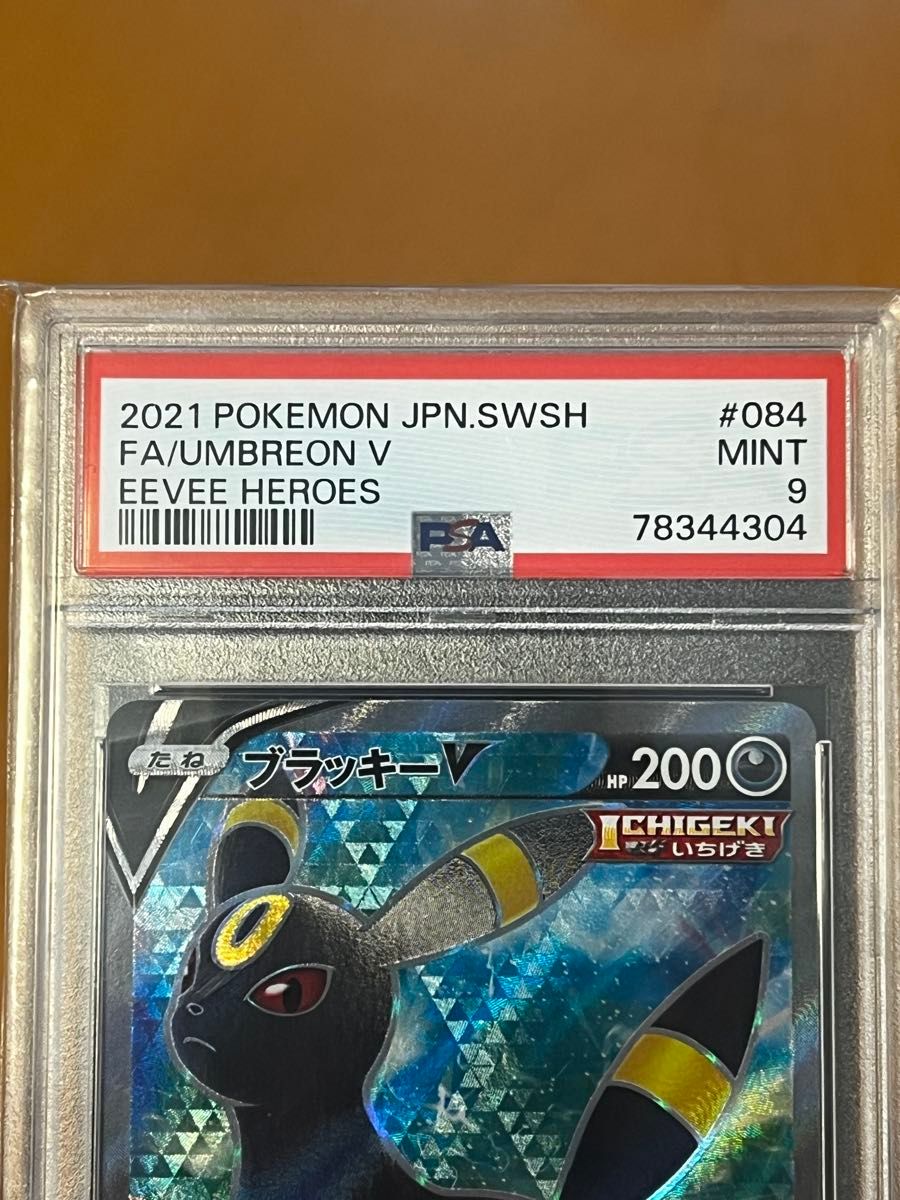 2021 POKEMON JPN.SWSH #084
FA/UMBREON V MINT
EEVEE HEROES 9
PSA 78344304
たね ブラッキーV HP 200
ICHIGEKI
いちげき